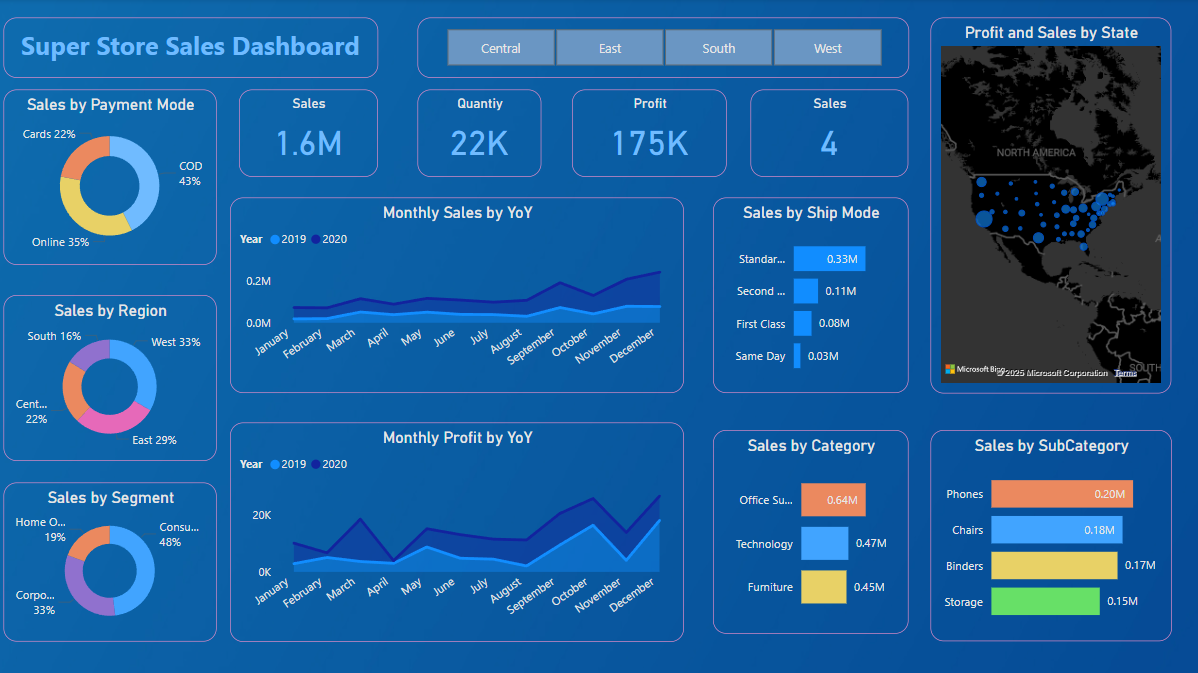 Super Store Sales Dashboard
Central
East
South
West
Profit and Sales by State
NORTH AMERICA
SOUTH
A
Microsoft Bing
© 2025 Microsoft Corporation
Terms
Sales by Payment Mode
Cards 22%
COD
43%
Online 35%
Sales
1.6M
Quantiy
22K
Profit
175K
Sales
4
Monthly Sales by YoY
Year
2019
2020
0.2M
0.0M
January
February
March
April
May
June
July
August
September
October
November
December
Sales by Ship Mode
Standar...
0.33M
Second ...
0.11M
First Class
0.08M
Same Day
0.03M
Sales by Region
South 16%
West 33%
Cent...
22%
East 29%
Monthly Profit by YoY
Year
2019
2020
20K
0K
January
February
March
April
May
June
July
August
September
October
November
December
Sales by Category
Office Su...
0.64M
Technology
0.47M
Furniture
0.45M
Sales by SubCategory
Phones
0.20M
Chairs
0.18M
Binders
0.17M
Storage
0.15M
Sales by Segment
Home O...
19%
Consu...
48%
Corpo...
33%